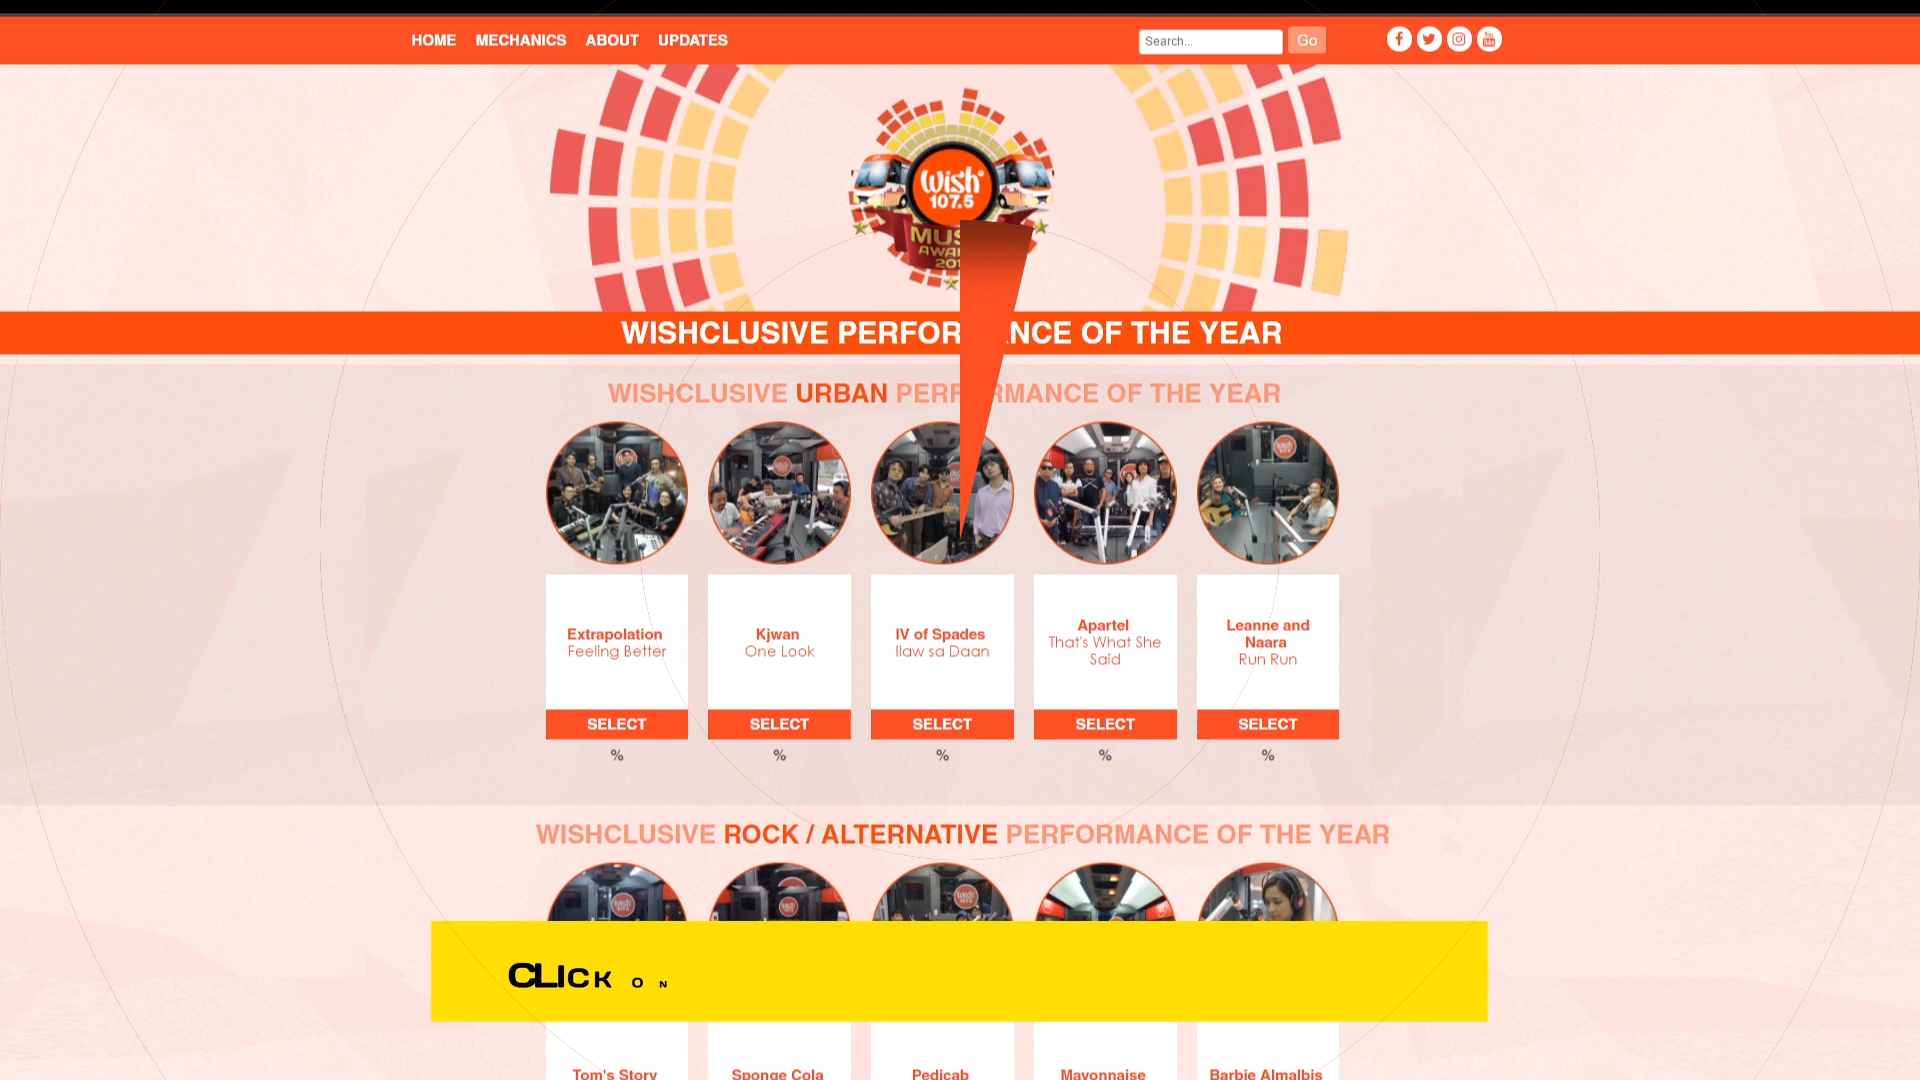 HOME MECHANICS ABOUT UPDATES Search... Go
Wish
107.5
WISHCLUSIVE PERFOR NCE OF THE YEAR
WISHCLUSIVE URBAN PERF RMANCE OF THE YEAR
Extrapolation
Feeling Better
SELECT
%
Kjwan
One Look
SELECT
%
IV of Spades
Ilaw sa Daan
SELECT
%
Apartel
That's What She
Said
SELECT
%
Leanne and
Naara
Run Run
SELECT
%
WISHCLUSIVE ROCK / ALTERNATIVE PERFORMANCE OF THE YEAR
CLICK ON
Tom's Story
Sponge Cola
Pedicab
Mayonnaise
Barbie Almalbis